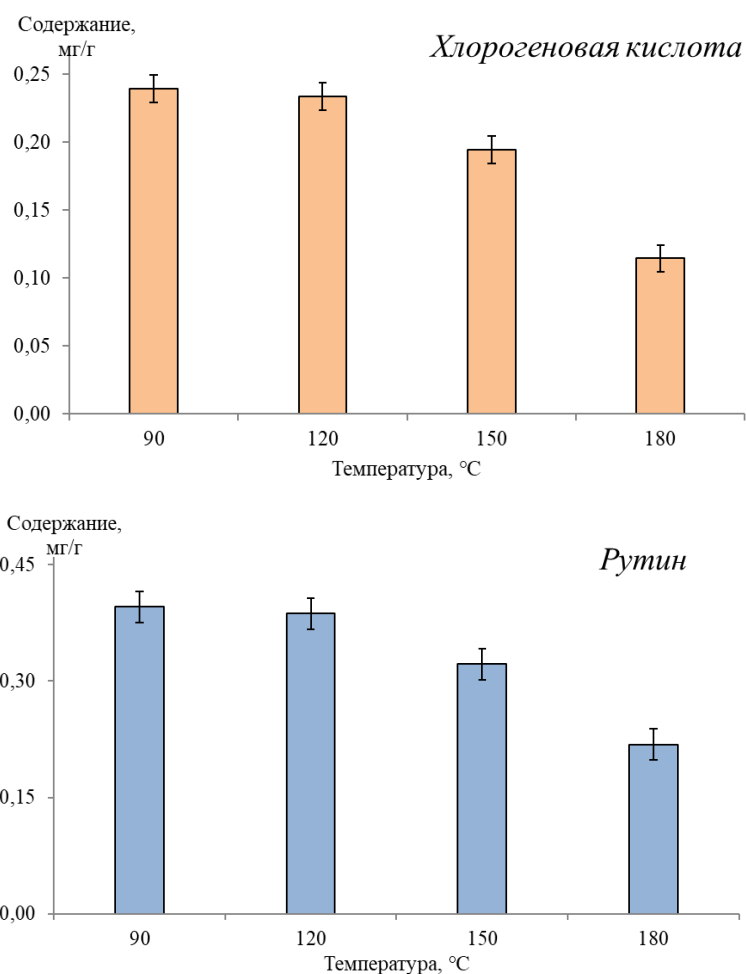 Содержание,
мг/г
Хлорогеновая кислота
0,25
0,20
0,15
0,10
0,05
0,00
90 120 150 180
Температура, °С
Содержание,
мг/г
Рутин
0,45
0,30
0,15
0,00
90 120 150 180
Температура, °С